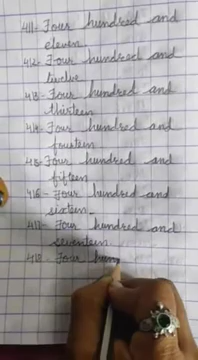 411- Four hundred and
eleven
412- Four hundred and
twelve
413- Four hundred and
thirteen
414- Four hundred and
fourteen
415- Four hundred and
fifteen
416- Four hundred and
sixteen
417- Four hundred and
seventeen
418- Four hun